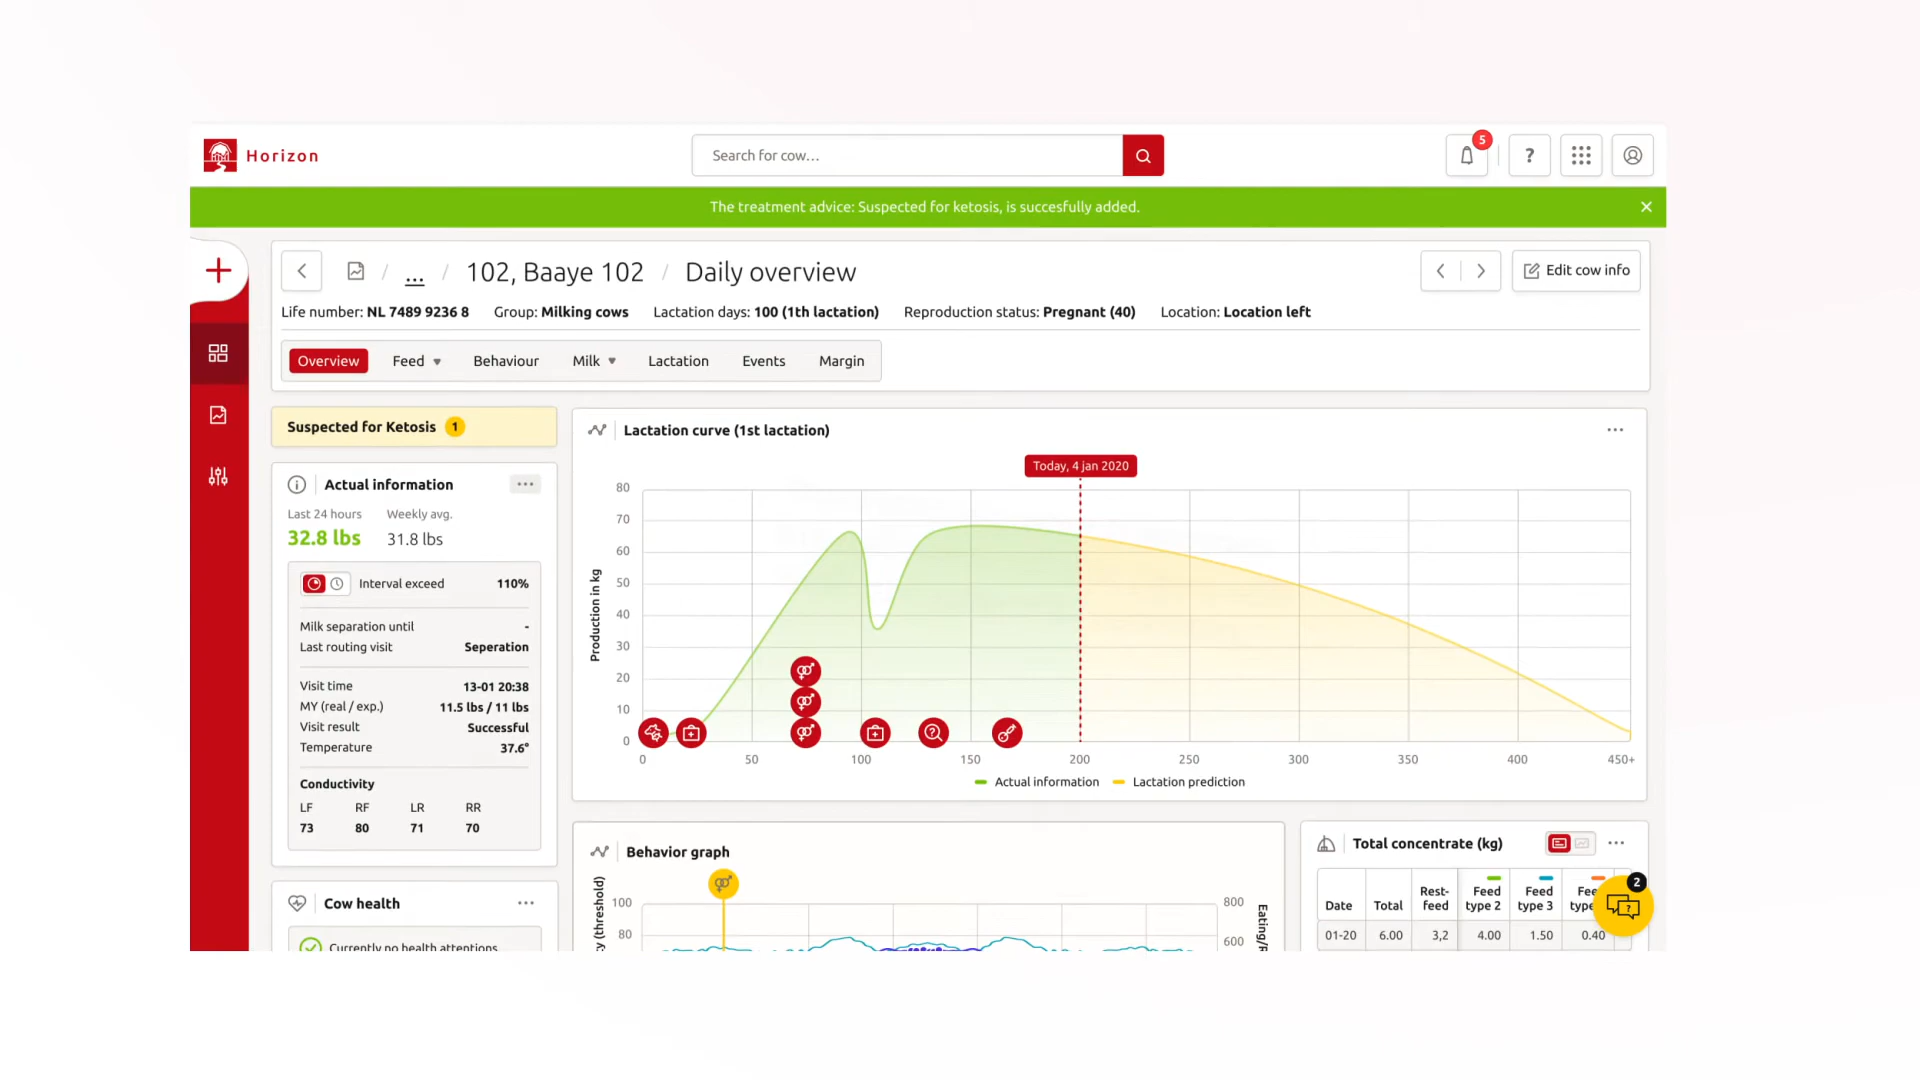 Horizon
Search for cow...
5
?
The treatment advice: Suspected for ketosis, is succesfully added.
... / 102, Baaye 102 / Daily overview
Edit cow info
Life number: NL 7489 9236 8 Group: Milking cows Lactation days: 100 (1th lactation) Reproduction status: Pregnant (40) Location: Location left
Overview Feed Behaviour Milk Lactation Events Margin
Suspected for Ketosis 1
Actual information
Last 24 hours Weekly avg.
32.8 lbs 31.8 lbs
Interval exceed 110%
Milk separation until -
Last routing visit Seperation
Visit time 13-01 20:38
MY (real / exp.) 11.5 lbs / 11 lbs
Visit result Successful
Temperature 37.6°
Conductivity
LF RF LR RR
73 80 71 70
Cow health
Currently no health attentions
Lactation curve (1st lactation)
Today, 4 jan 2020
Production in kg
80
70
60
50
40
30
20
10
0
0 50 100 150 200 250 300 350 400 450+
Actual information Lactation prediction
Behavior graph
(threshold)
100
80
800
600
Total concentrate (kg)
Date Total Rest-feed Feed type 2 Feed type 3
01-20 6.00 3,2 4.00 1.50 0.40
2
?